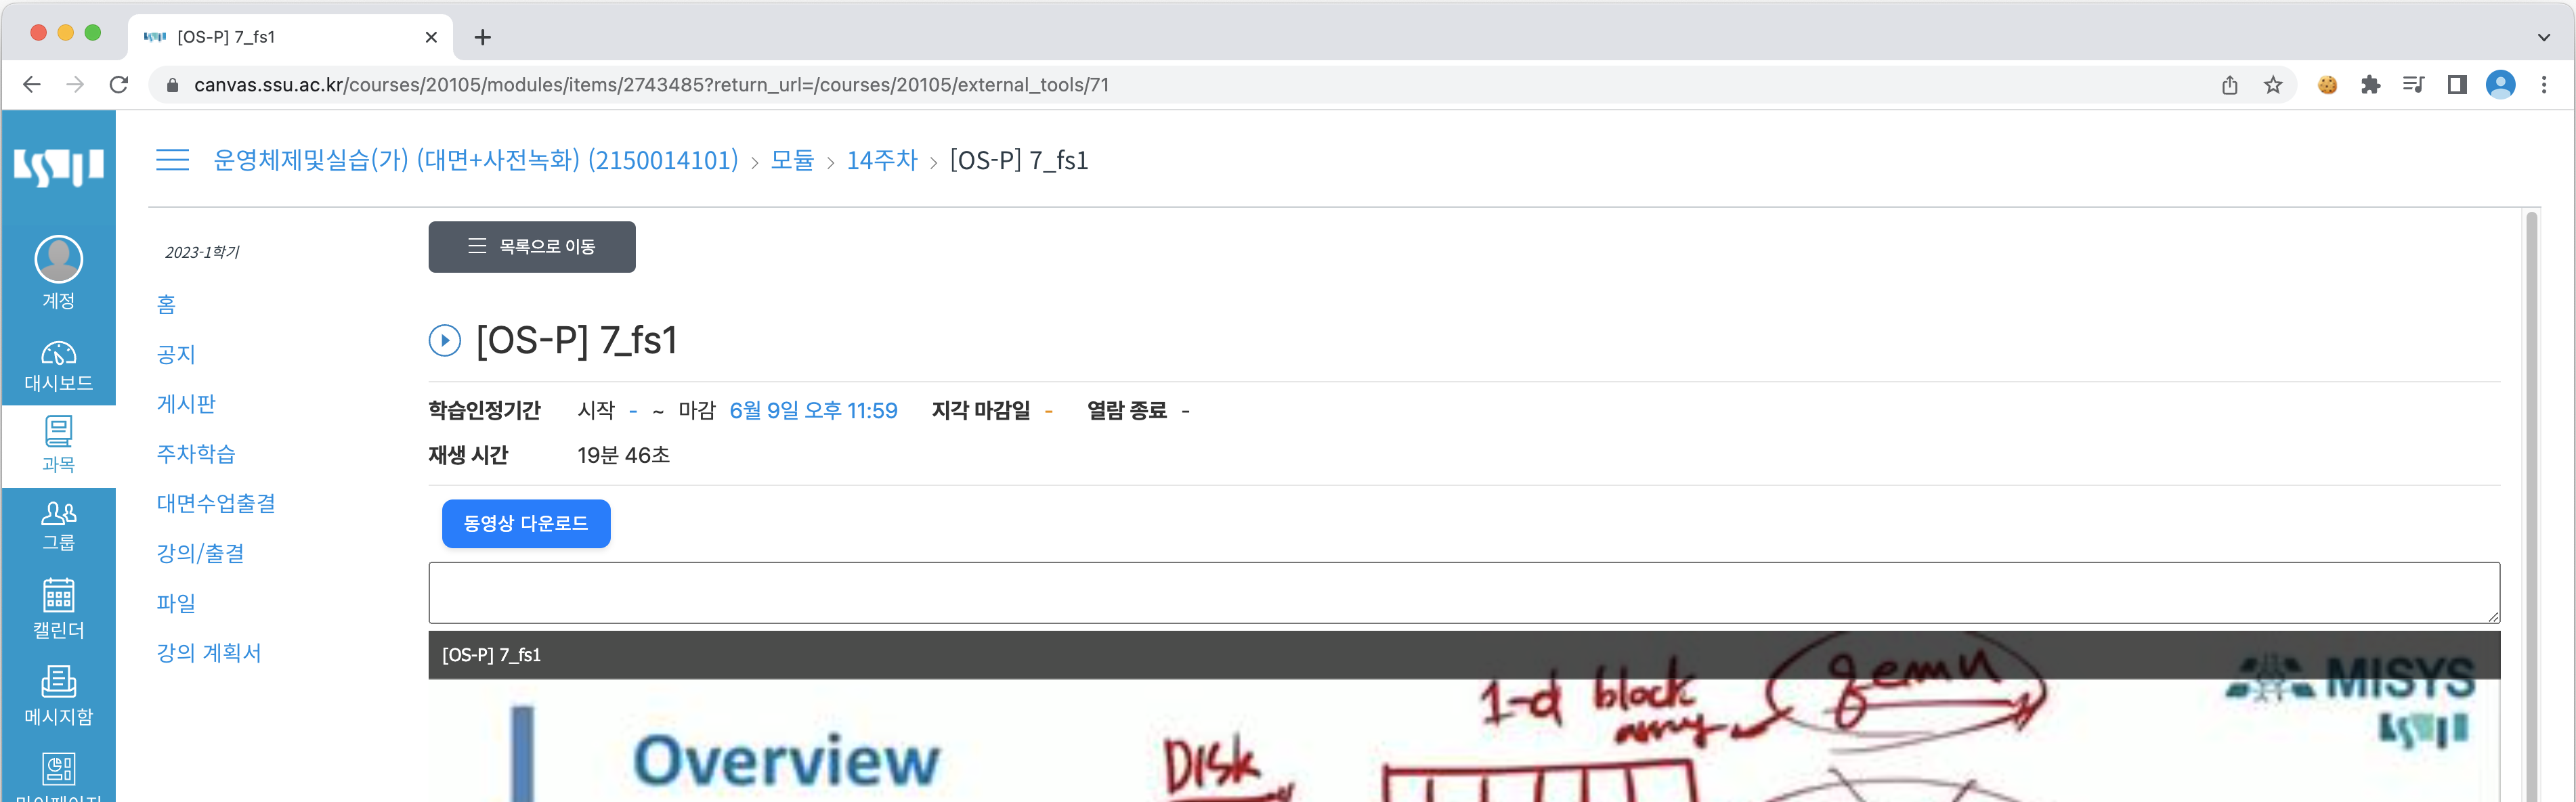 [OS-P] 7_fs1
canvas.ssu.ac.kr/courses/20105/modules/items/2743485?return_url=/courses/20105/external_tools/71
운영체제및실습(가) (대면+사전녹화) (2150014101) › 모듈 › 14주차 › [OS-P] 7_fs1
계정
대시보드
과목
그룹
캘린더
메시지함
마이페이지
2023-1학기
홈
공지
게시판
주차학습
대면수업출결
강의/출결
파일
강의 계획서
목록으로 이동
[OS-P] 7_fs1
학습인정기간 시작 - ~ 마감 6월 9일 오후 11:59 지각 마감일 - 열람 종료 -
재생 시간 19분 46초
동영상 다운로드
[OS-P] 7_fs1
1-d block array
qemu
MISYS
Overview
DISK